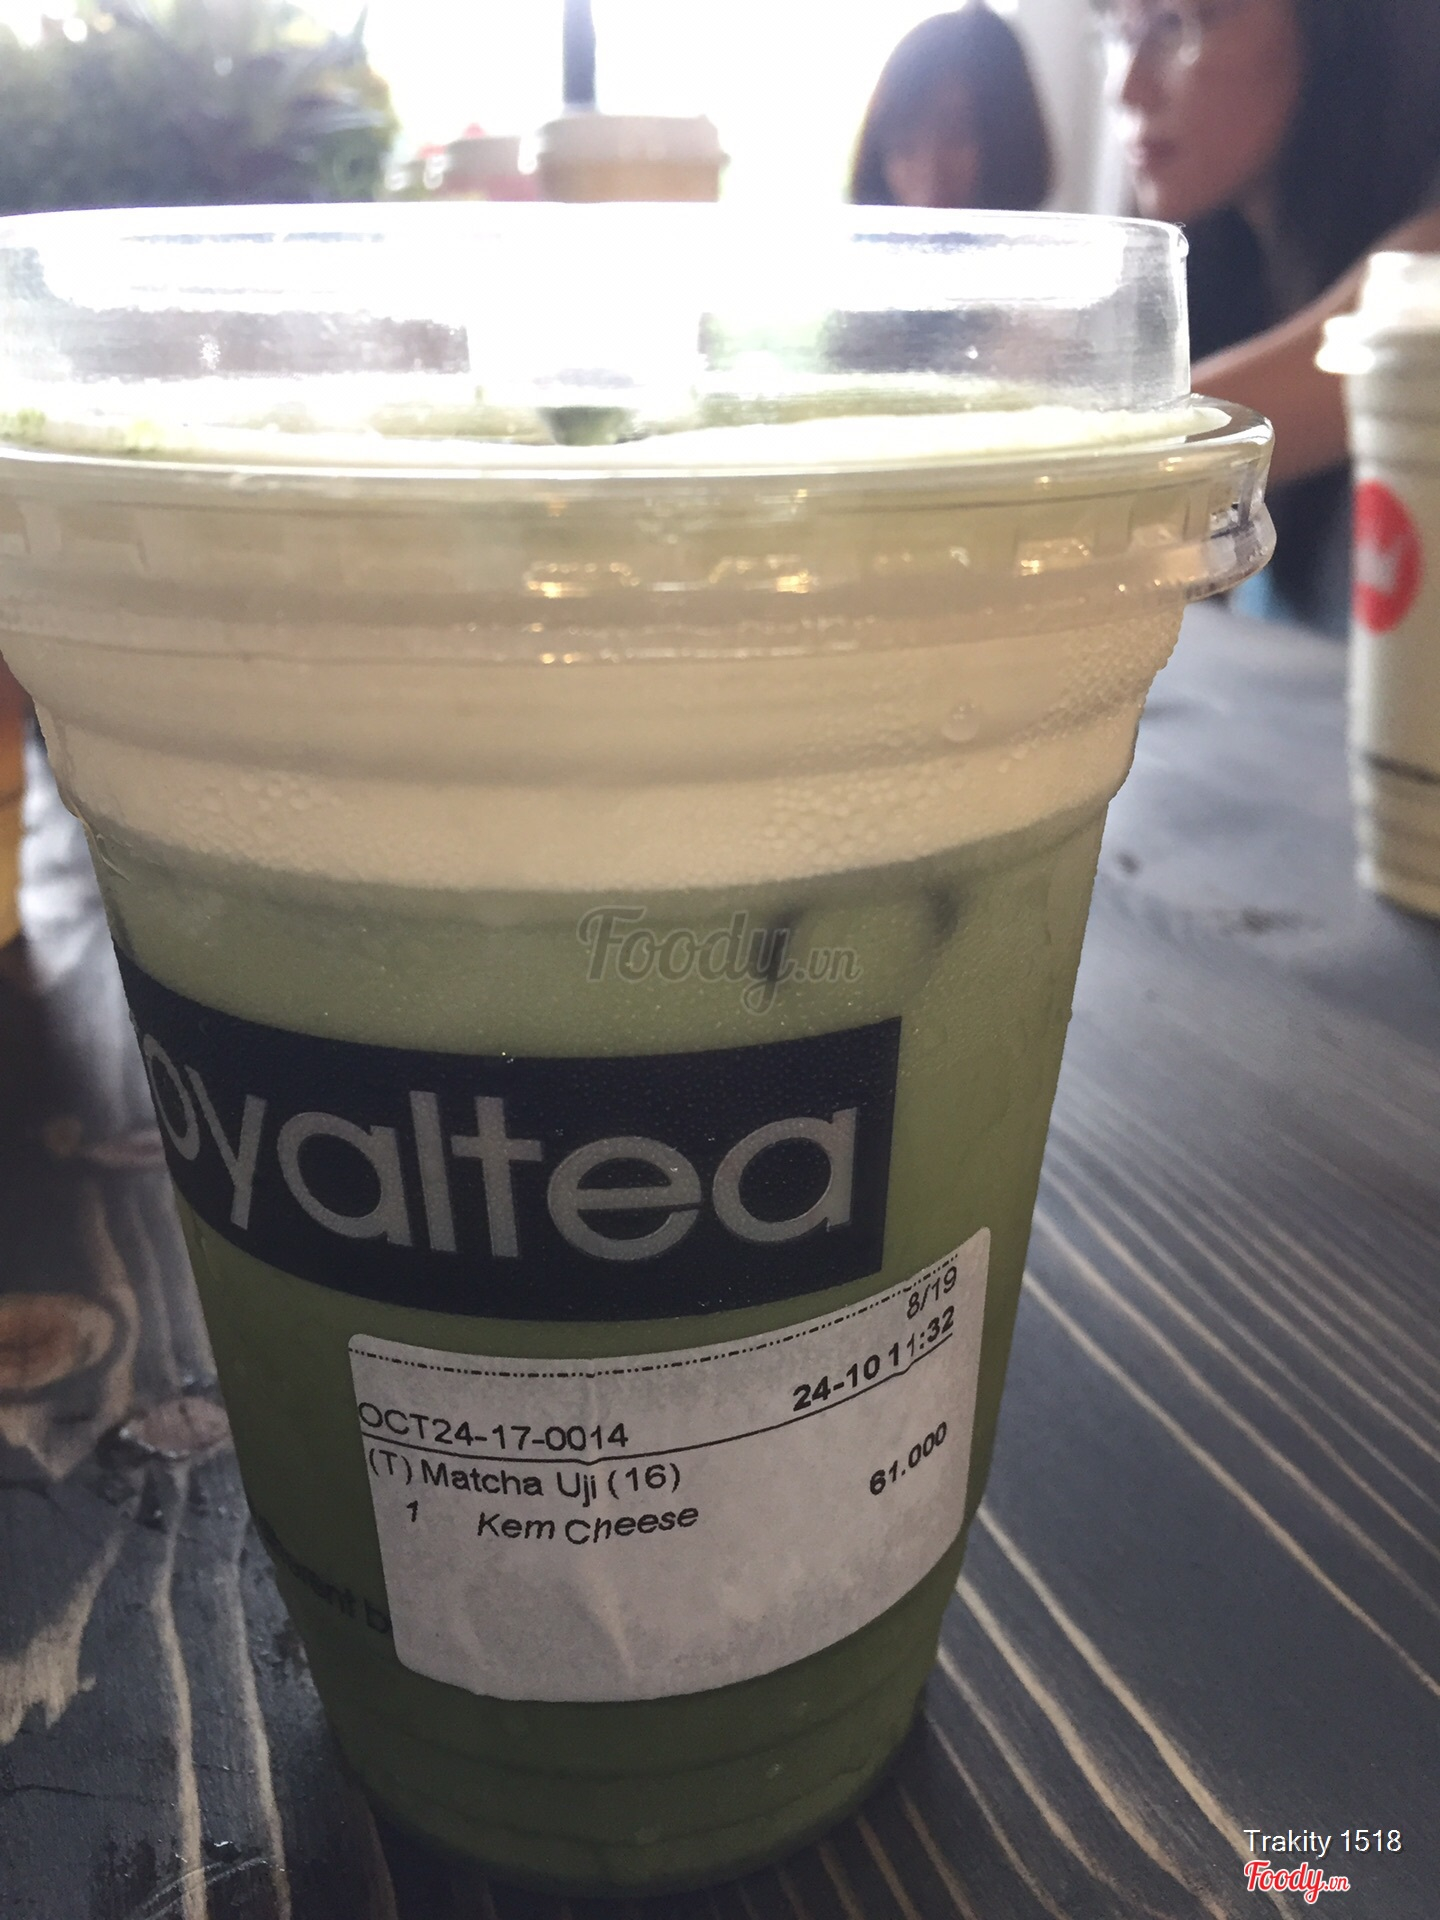 Foody.vn
oyaltea
8/19
OCT24-17-0014 24-10 11:32
(T) Matcha Uji (16) 61.000
1 Kem Cheese
Trakity 1518
Foody.vn